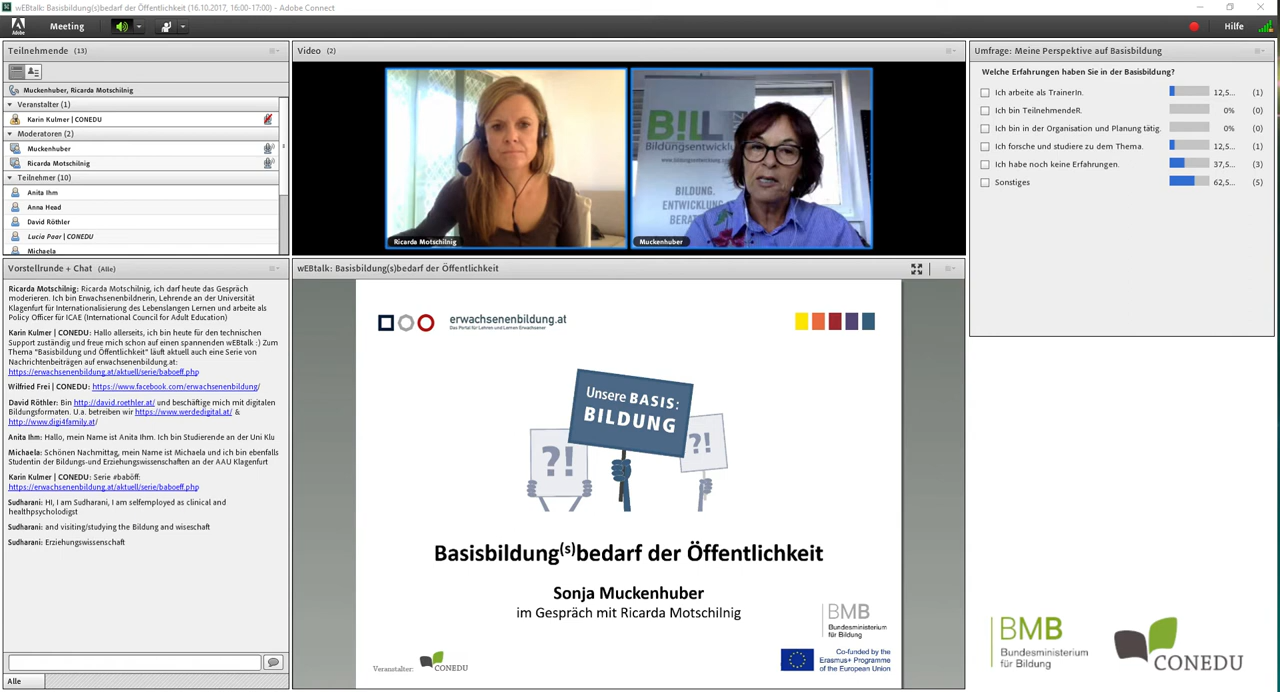 wEBtalk: Basisbildung(s)bedarf der Öffentlichkeit (16.10.2017, 16:00-17:00) - Adobe Connect
Adobe
Meeting
Hilfe
Teilnehmende (13)
Muckenhuber, Ricarda Motschilnig
Veranstalter (1)
Karin Kulmer | CONEDU
Moderatoren (2)
Muckenhuber
Ricarda Motschilnig
Teilnehmer (10)
Anita Ihm
Anna Head
David Röthler
Lucia Paar | CONEDU
Michaela
Video (2)
Ricarda Motschilnig
B!LL
Bildungsentwickl
BILDUNG.
ENTWICKLU
BERAT
Muckenhuber
Umfrage: Meine Perspektive auf Basisbildung
Welche Erfahrungen haben Sie in der Basisbildung?
Ich arbeite als TrainerIn. 12,5... (1)
Ich bin TeilnehmendeR. 0% (0)
Ich bin in der Organisation und Planung tätig. 0% (0)
Ich forsche und studiere zu dem Thema. 12,5... (1)
Ich habe noch keine Erfahrungen. 37,5... (3)
Sonstiges 62,5... (5)
Vorstellrunde + Chat (Alle)
Ricarda Motschilnig: Ricarda Motschilnig, ich darf heute das Gespräch
moderieren. Ich bin Erwachsenenbildnerin, Lehrende an der Universität
Klagenfurt für Internationalisierung des Lebenslangen Lernen und arbeite als
Policy Officer für ICAE (International Council for Adult Education)
Karin Kulmer | CONEDU: Hallo allerseits, ich bin heute für den technischen
Support zuständig und freue mich schon auf einen spannenden wEBtalk :) Zum
Thema "Basisbildung und Öffentlichkeit" läuft aktuell auch eine Serie von
Nachrichtenbeiträgen auf erwachsenenbildung.at:
https://erwachsenenbildung.at/aktuell/serie/baboeff.php
Wilfried Frei | CONEDU: https://www.facebook.com/erwachsenenbildung/
David Röthler: Bin http://david.roethler.at/ und beschäftige mich mit digitalen
Bildungsformaten. U.a. betreiben wir https://www.werdedigital.at/ &
http://www.digi4family.at/
Anita Ihm: Hallo, mein Name ist Anita Ihm. Ich bin Studierende an der Uni Klu
Michaela: Schönen Nachmittag, mein Name ist Michaela und ich bin ebenfalls
Studentin der Bildungs-und Erziehungswissenschaften an der AAU Klagenfurt
Karin Kulmer | CONEDU: Serie #baböff:
https://erwachsenenbildung.at/aktuell/serie/baboeff.php
Sudharani: HI, I am Sudharani, I am selfemployed as clinical and
healthpsycholodigst
Sudharani: and visiting/studying the Bildung and wiseschaft
Sudharani: Erziehungswissenschaft
Alle
wEBtalk: Basisbildung(s)bedarf der Öffentlichkeit
erwachsenenbildung.at
Das Portal für Lehren und Lernen Erwachsener
Unsere BASIS:
BILDUNG
?!
?!
Basisbildung(s)bedarf der Öffentlichkeit
Sonja Muckenhuber
im Gespräch mit Ricarda Motschilnig
BMB
Bundesministerium
für Bildung
Veranstalter: CONEDU
Co-funded by the
Erasmus+ Programme
of the European Union
BMB
Bundesministerium
für Bildung
CONEDU